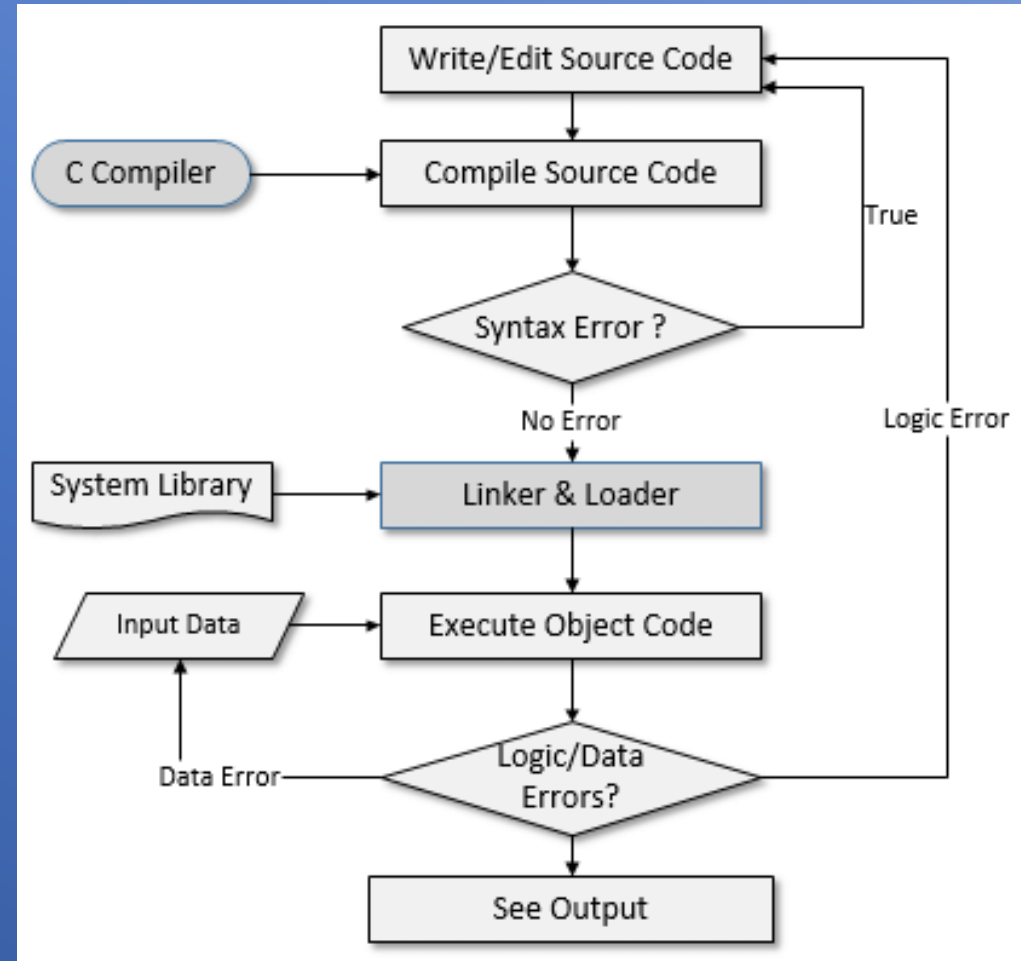 Write/Edit Source Code
C Compiler
Compile Source Code
True
Syntax Error ?
No Error
Logic Error
System Library
Linker & Loader
Input Data
Execute Object Code
Data Error
Logic/Data
Errors?
See Output